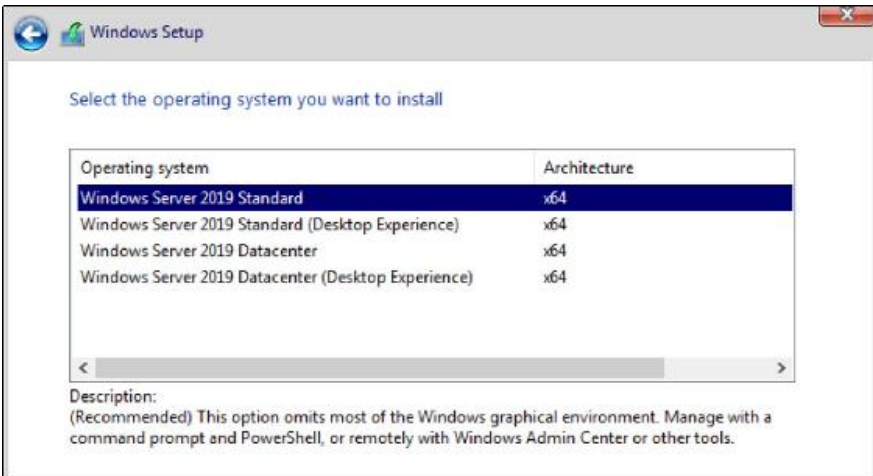 Windows Setup
Select the operating system you want to install
Operating system Architecture
Windows Server 2019 Standard x64
Windows Server 2019 Standard (Desktop Experience) x64
Windows Server 2019 Datacenter x64
Windows Server 2019 Datacenter (Desktop Experience) x64
Description:
(Recommended) This option omits most of the Windows graphical environment. Manage with a
command prompt and PowerShell, or remotely with Windows Admin Center or other tools.